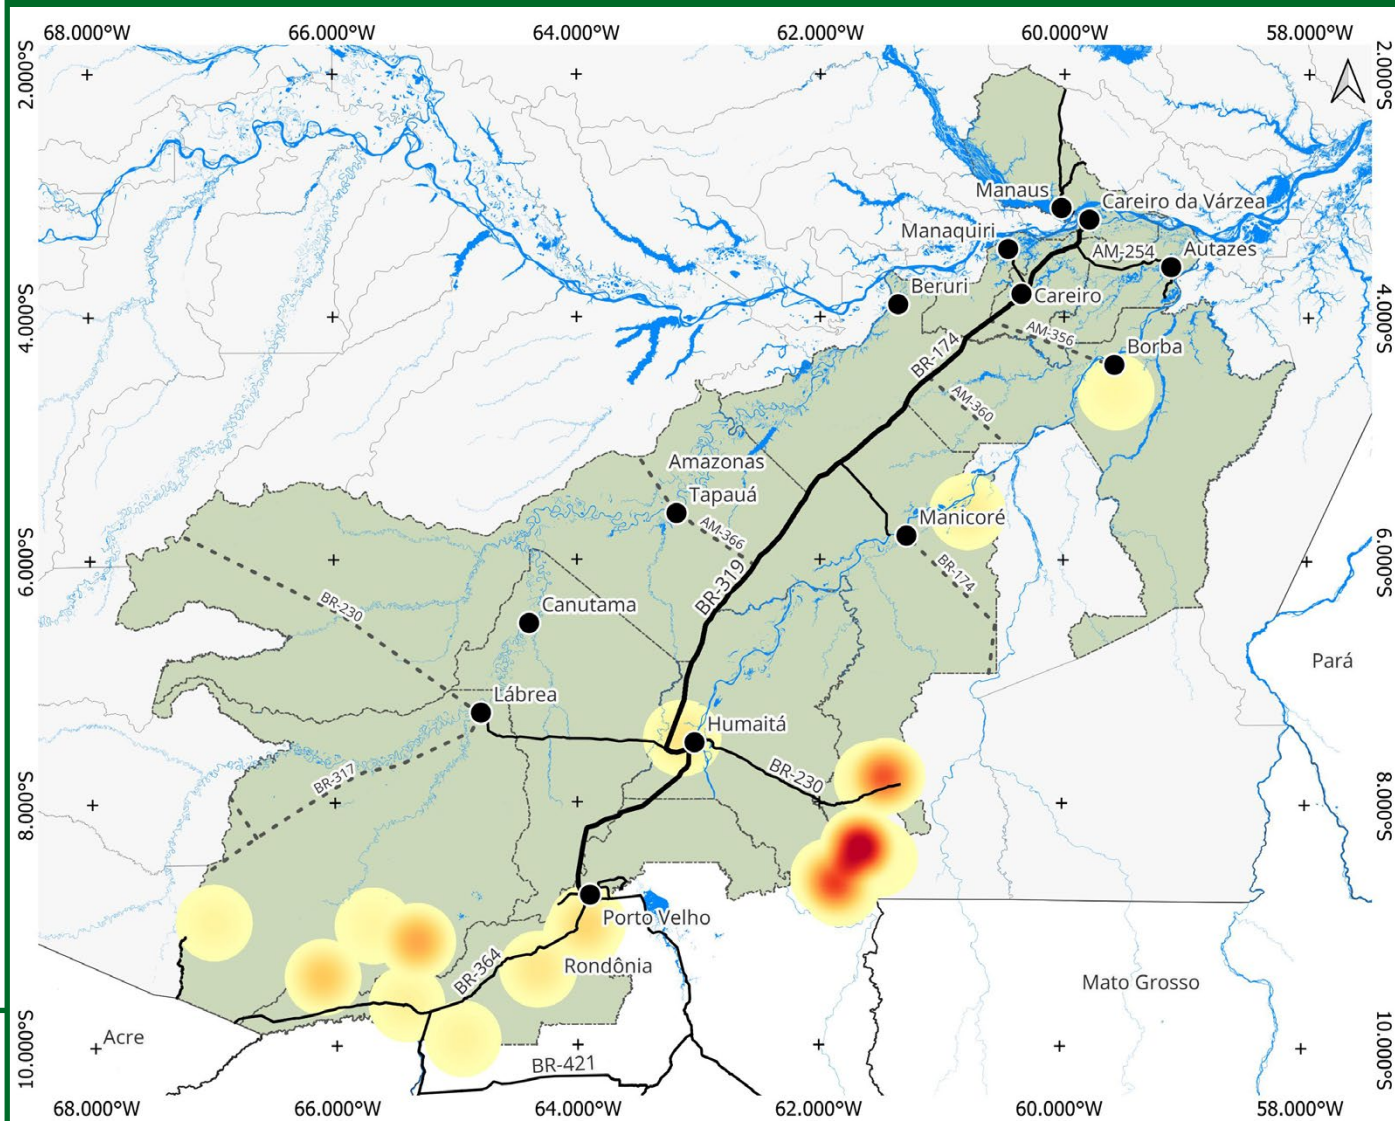 68.000°W 66.000°W 64.000°W 62.000°W 60.000°W 58.000°W
2.000°S
2.000°S
Manaus
Careiro da Várzea
Manaquiri
AM-254
Autazes
Beruri
Careiro
4.000°S
4.000°S
AM-356
BR-174
Borba
AM-360
Amazonas
Tapauá
Manicoré
AM-366
6.000°S
6.000°S
BR-174
BR-319
BR-230
Canutama
Pará
Lábrea
Humaitá
BR-317
BR-230
8.000°S
8.000°S
Porto Velho
BR-364
Rondônia
Mato Grosso
Acre
10.000°S
10.000°S
BR-421
68.000°W 66.000°W 64.000°W 62.000°W 60.000°W 58.000°W